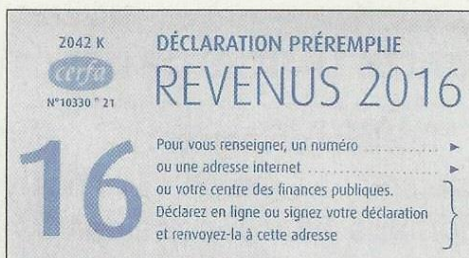 2042 K
cerfa
N°10330 * 21
DÉCLARATION PRÉREMPLIE
REVENUS 2016
16
Pour vous renseigner, un numéro .................... ►
ou une adresse internet .............................. ►
ou votre centre des finances publiques.
Déclarez en ligne ou signez votre déclaration
et renvoyez-la à cette adresse